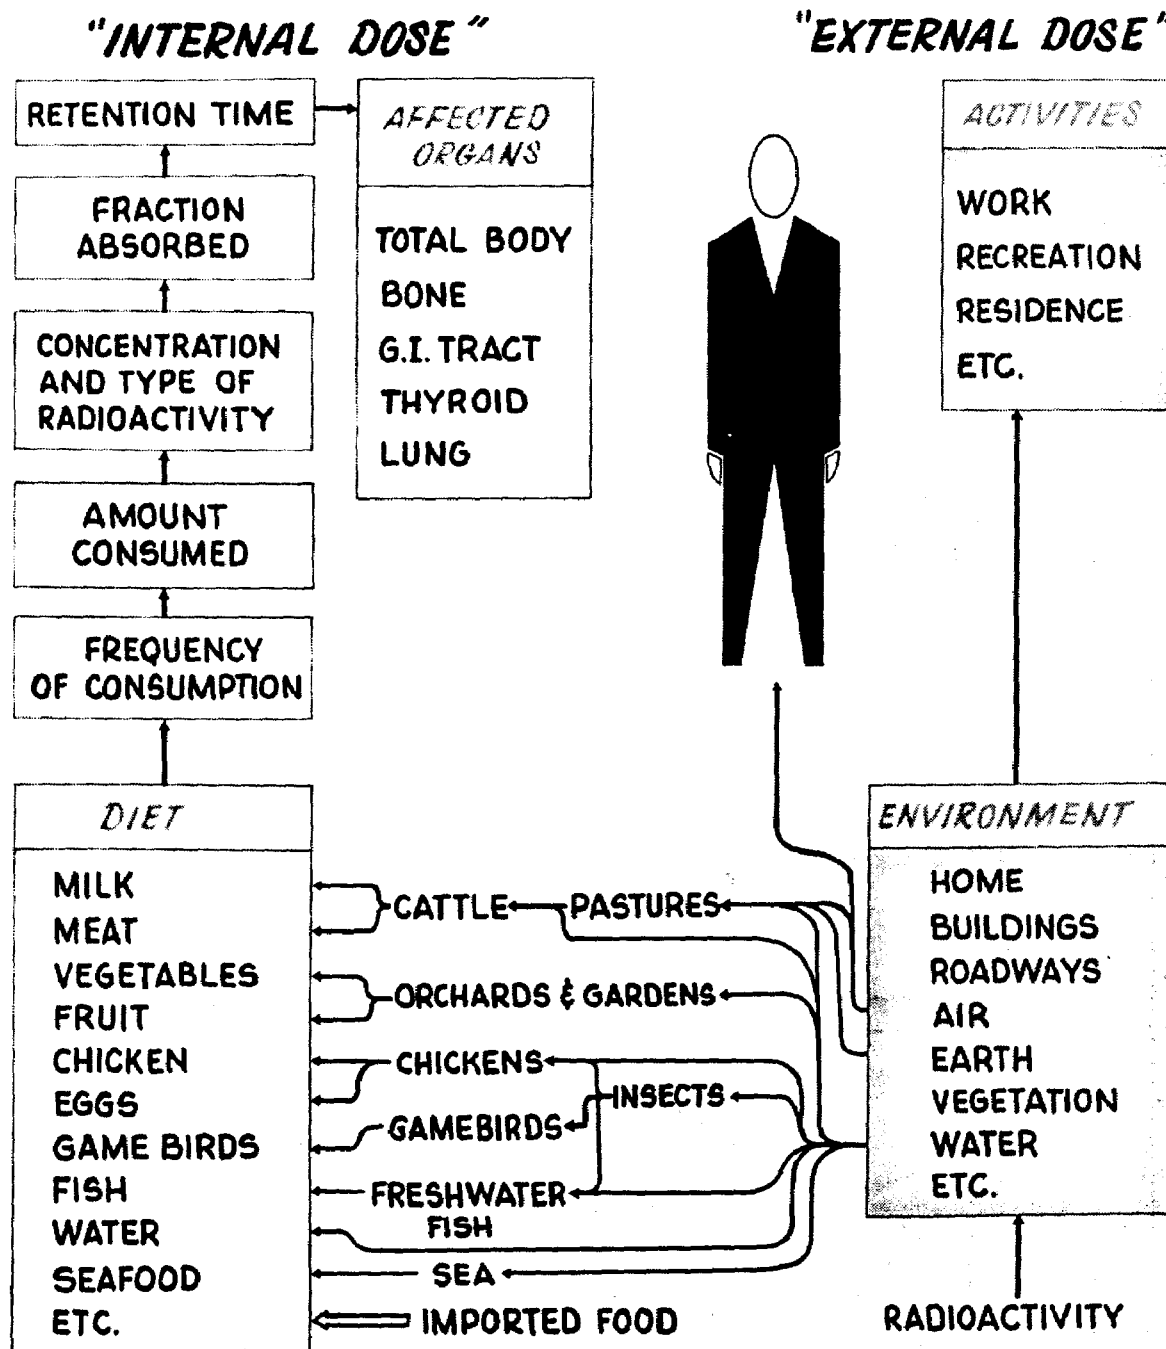 "INTERNAL DOSE"
"EXTERNAL DOSE"
RETENTION TIME
FRACTION
ABSORBED
CONCENTRATION
AND TYPE OF
RADIOACTIVITY
AMOUNT
CONSUMED
FREQUENCY
OF CONSUMPTION
AFFECTED
ORGANS
TOTAL BODY
BONE
G.I. TRACT
THYROID
LUNG
ACTIVITIES
WORK
RECREATION
RESIDENCE
ETC.
DIET
MILK
MEAT
VEGETABLES
FRUIT
CHICKEN
EGGS
GAME BIRDS
FISH
WATER
SEAFOOD
ETC.
CATTLE
PASTURES
ORCHARDS & GARDENS
CHICKENS
INSECTS
GAMEBIRDS
FRESHWATER
FISH
SEA
IMPORTED FOOD
ENVIRONMENT
HOME
BUILDINGS
ROADWAYS
AIR
EARTH
VEGETATION
WATER
ETC.
RADIOACTIVITY